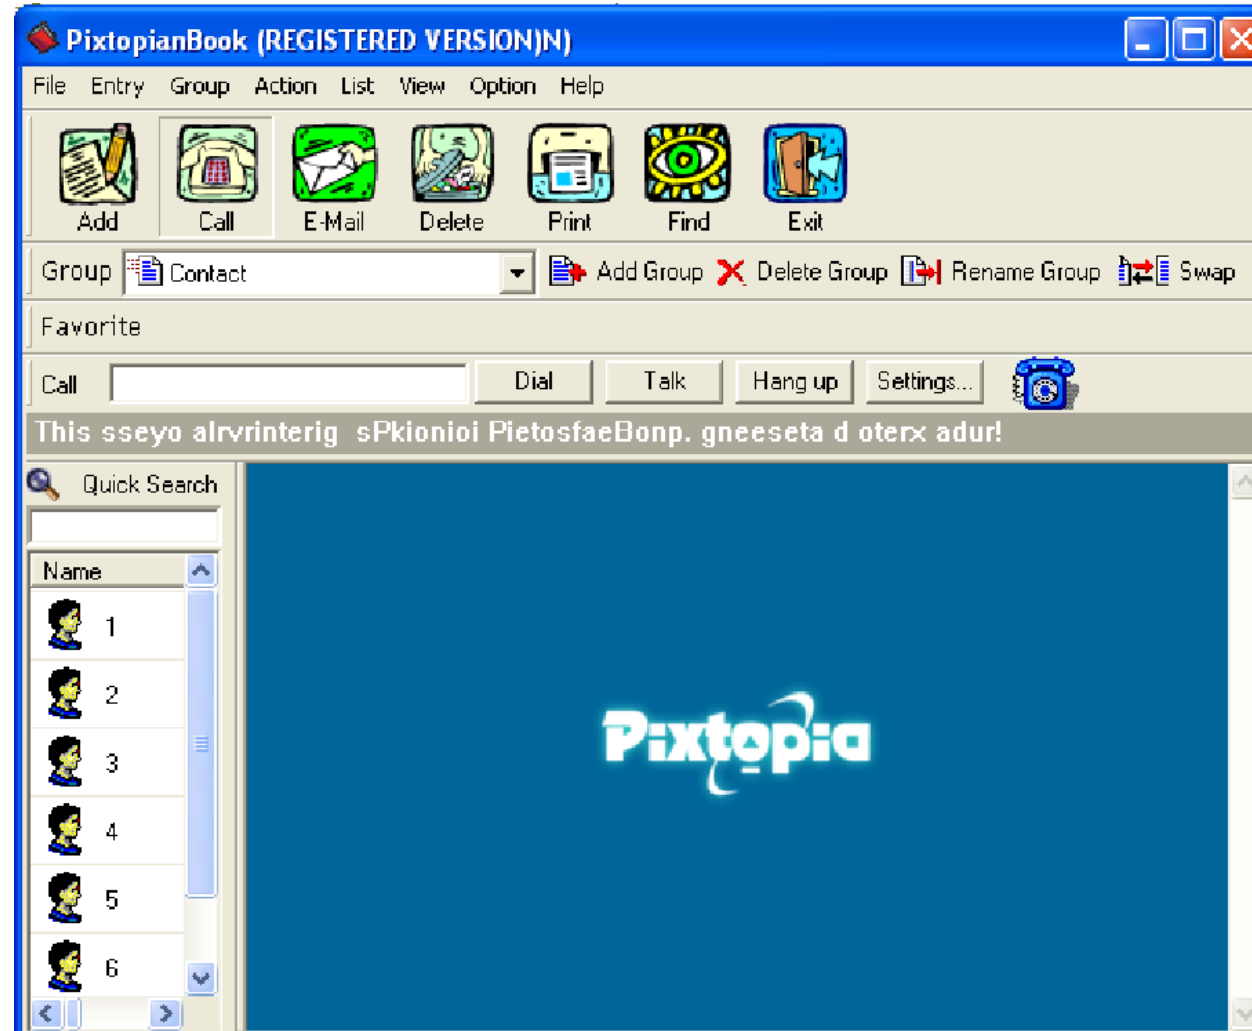 PixtopianBook (REGISTERED VERSION)N)
File Entry Group Action List View Option Help
Add Call E-Mail Delete Print Find Exit
Group Contact Add Group Delete Group Rename Group Swap
Favorite
Call Dial Talk Hang up Settings...
This sseyo alrvrinterig sPkionioi PietosfaeBonp. gneeseta d oterx adur!
Quick Search
Name
1
2
3
4
5
6
Pixtopia